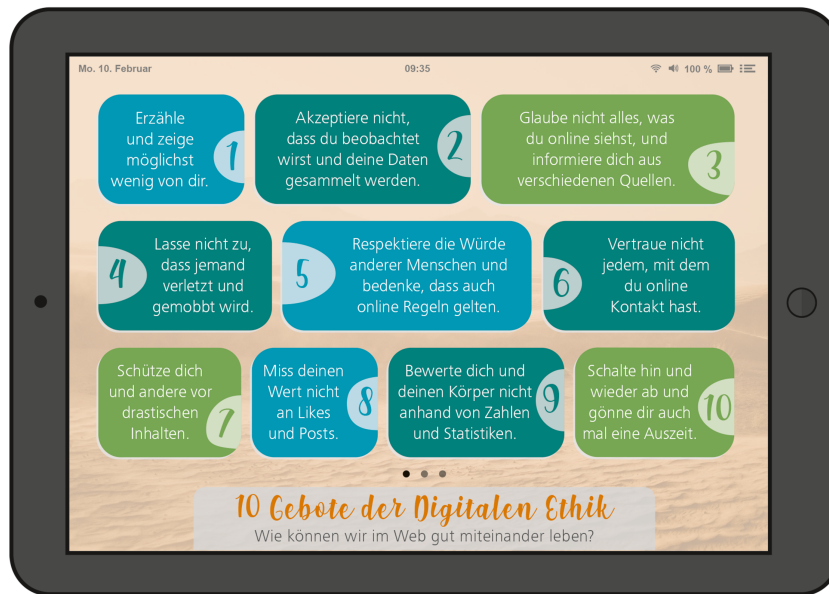 Mo. 10. Februar
09:35
100 %
Erzähle
und zeige
möglichst
wenig von dir.
1
Akzeptiere nicht,
dass du beobachtet
wirst und deine Daten
gesammelt werden.
2
Glaube nicht alles, was
du online siehst, und
informiere dich aus
verschiedenen Quellen.
3
4
Lasse nicht zu,
dass jemand
verletzt und
gemobbt wird.
5
Respektiere die Würde
anderer Menschen und
bedenke, dass auch
online Regeln gelten.
6
Vertraue nicht
jedem, mit dem
du online
Kontakt hast.
Schütze dich
und andere vor
drastischen
Inhalten.
7
Miss deinen
Wert nicht
an Likes
und Posts.
8
Bewerte dich und
deinen Körper nicht
anhand von Zahlen
und Statistiken.
9
Schalte hin und
wieder ab und
gönne dir auch
mal eine Auszeit.
10
10 Gebote der Digitalen Ethik
Wie können wir im Web gut miteinander leben?